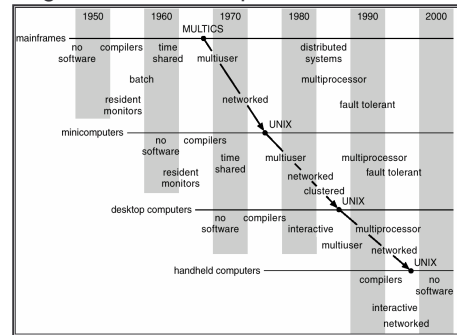 1950 1960 1970 1980 1990 2000
MULTICS
mainframes
no software
compilers
time shared
multiuser
distributed systems
batch
multiprocessor
resident monitors
networked
fault tolerant
UNIX
minicomputers
no software
compilers
time shared
multiuser
multiprocessor
resident monitors
networked
fault tolerant
clustered
UNIX
desktop computers
no software
compilers
interactive
multiprocessor
multiuser
networked
UNIX
handheld computers
compilers
no software
interactive
networked